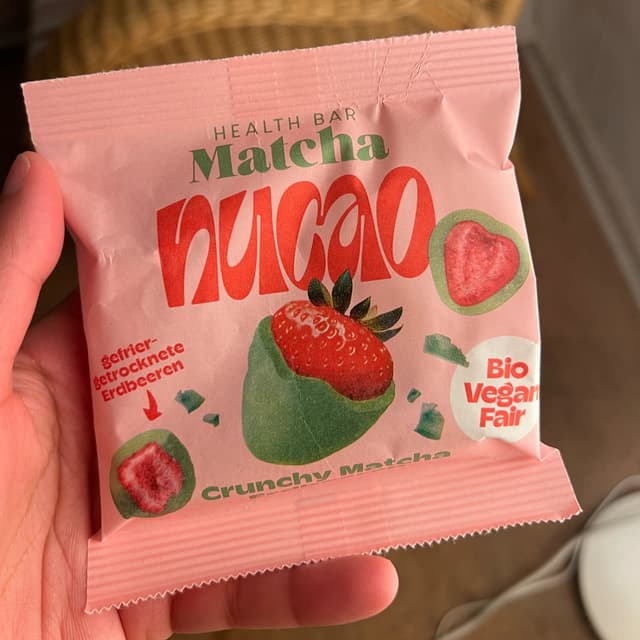 HEALTH BAR
Matcha
nucao
gefrier-
getrocknete
Erdbeeren
Bio
Vegan
Fair
Crunchy Matcha